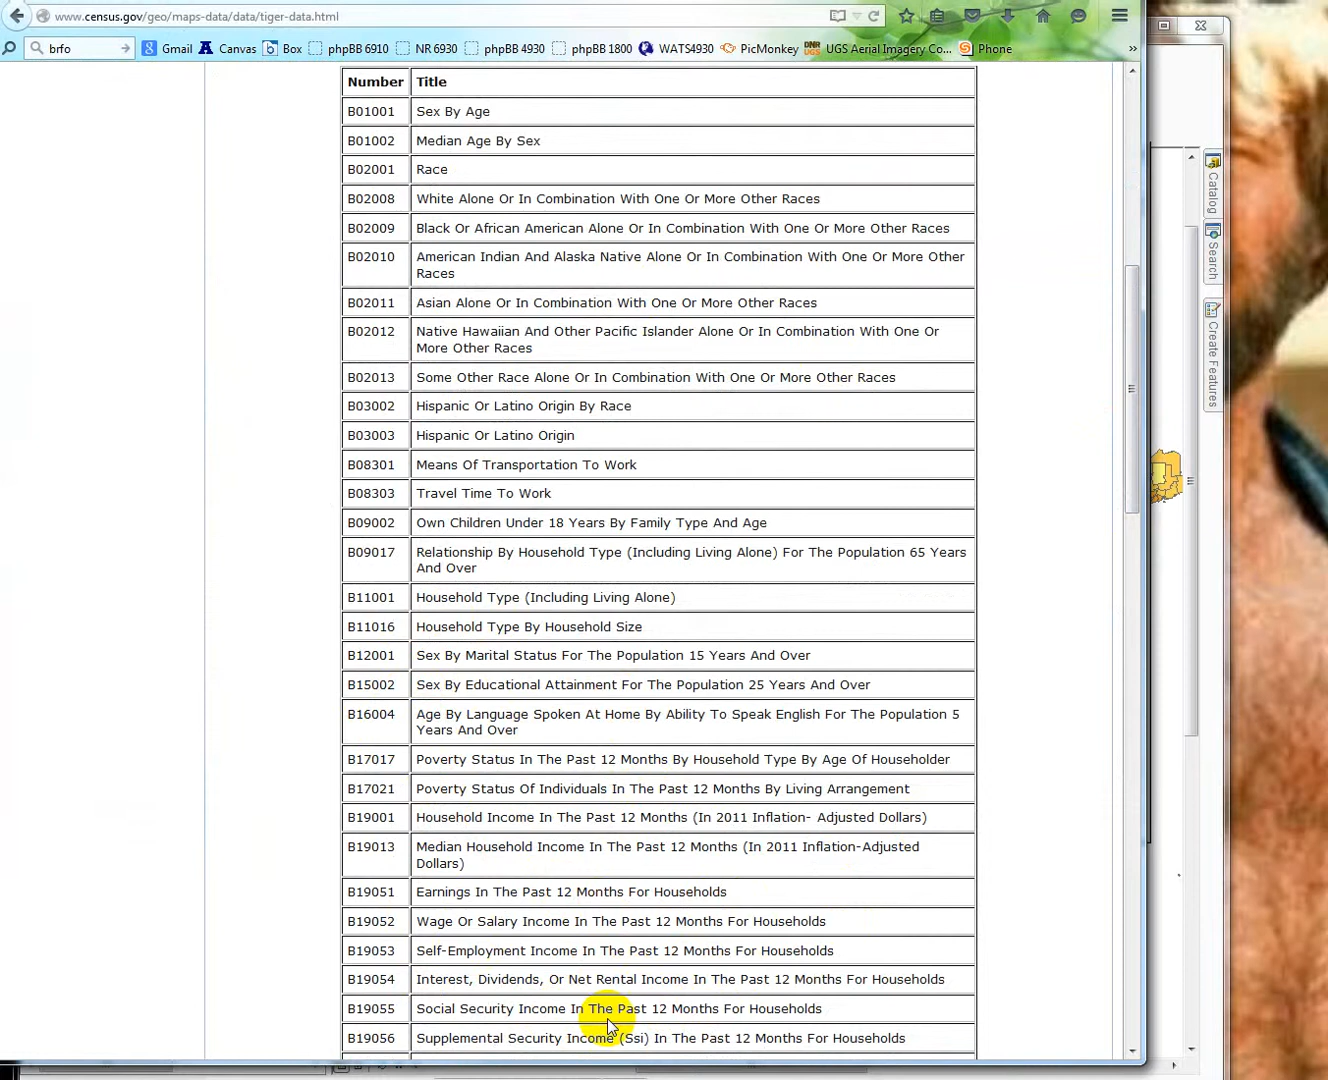 www.census.gov/geo/maps-data/data/tiger-data.html
brfo
Gmail
Canvas
Box
phpBB 6910
NR 6930
phpBB 4930
phpBB 1800
WATS4930
PicMonkey
UGS Aerial Imagery Co...
Phone
Number Title
B01001 Sex By Age
B01002 Median Age By Sex
B02001 Race
B02008 White Alone Or In Combination With One Or More Other Races
B02009 Black Or African American Alone Or In Combination With One Or More Other Races
B02010 American Indian And Alaska Native Alone Or In Combination With One Or More Other
Races
B02011 Asian Alone Or In Combination With One Or More Other Races
B02012 Native Hawaiian And Other Pacific Islander Alone Or In Combination With One Or
More Other Races
B02013 Some Other Race Alone Or In Combination With One Or More Other Races
B03002 Hispanic Or Latino Origin By Race
B03003 Hispanic Or Latino Origin
B08301 Means Of Transportation To Work
B08303 Travel Time To Work
B09002 Own Children Under 18 Years By Family Type And Age
B09017 Relationship By Household Type (Including Living Alone) For The Population 65 Years
And Over
B11001 Household Type (Including Living Alone)
B11016 Household Type By Household Size
B12001 Sex By Marital Status For The Population 15 Years And Over
B15002 Sex By Educational Attainment For The Population 25 Years And Over
B16004 Age By Language Spoken At Home By Ability To Speak English For The Population 5
Years And Over
B17017 Poverty Status In The Past 12 Months By Household Type By Age Of Householder
B17021 Poverty Status Of Individuals In The Past 12 Months By Living Arrangement
B19001 Household Income In The Past 12 Months (In 2011 Inflation- Adjusted Dollars)
B19013 Median Household Income In The Past 12 Months (In 2011 Inflation-Adjusted
Dollars)
B19051 Earnings In The Past 12 Months For Households
B19052 Wage Or Salary Income In The Past 12 Months For Households
B19053 Self-Employment Income In The Past 12 Months For Households
B19054 Interest, Dividends, Or Net Rental Income In The Past 12 Months For Households
B19055 Social Security Income In The Past 12 Months For Households
B19056 Supplemental Security Income (Ssi) In The Past 12 Months For Households
Catalog
Search
Create Features